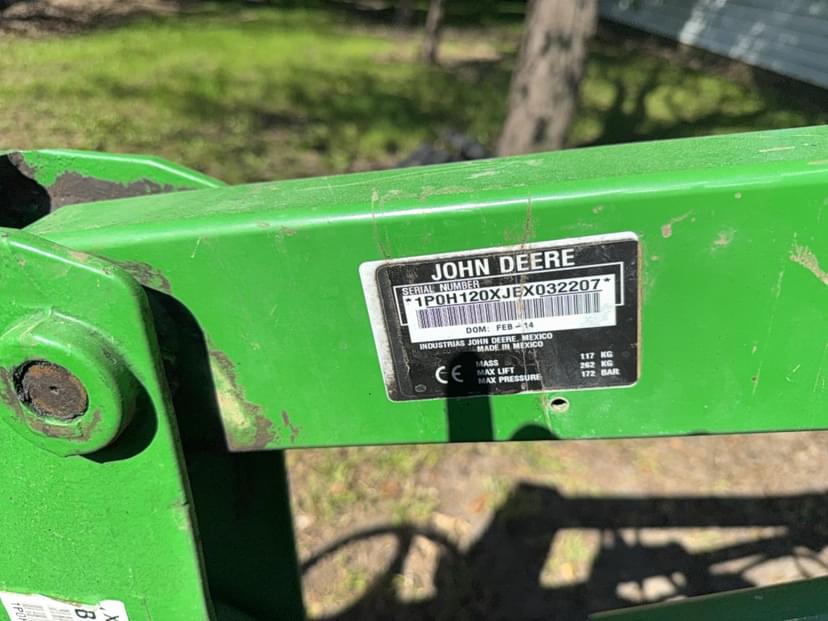 JOHN DEERE
SERIAL NUMBER
*1P0H120XJEX032207*
DOM: FEB-14
INDUSTRIAS JOHN DEERE, MEXICO
MADE IN MEXICO
CE
MASS 117 KG
MAX LIFT 262 KG
MAX PRESSURE 172 BAR